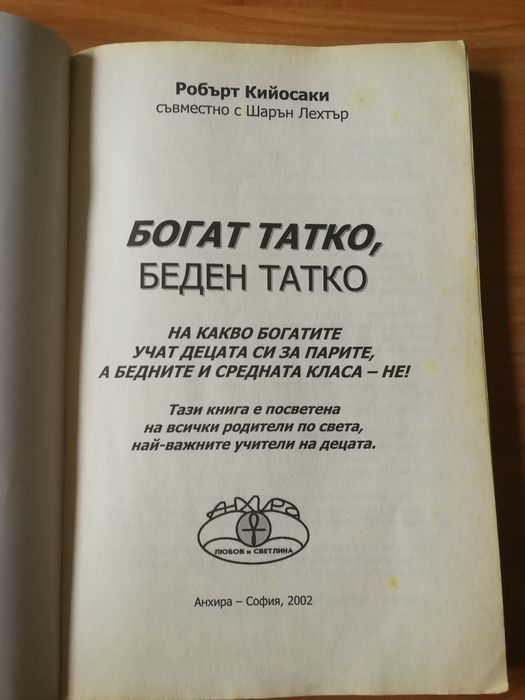 Робърт Кийосаки
съвместно с Шарън Лехтър
БОГАТ ТАТКО,
БЕДЕН ТАТКО
НА КАКВО БОГАТИТЕ
УЧАТ ДЕЦАТА СИ ЗА ПАРИТЕ,
А БЕДНИТЕ И СРЕДНАТА КЛАСА – НЕ!
Тази книга е посветена
на всички родители по света,
най-важните учители на децата.
АНХИРА
ЛЮБОВ и СВЕТЛИНА
Анхира – София, 2002